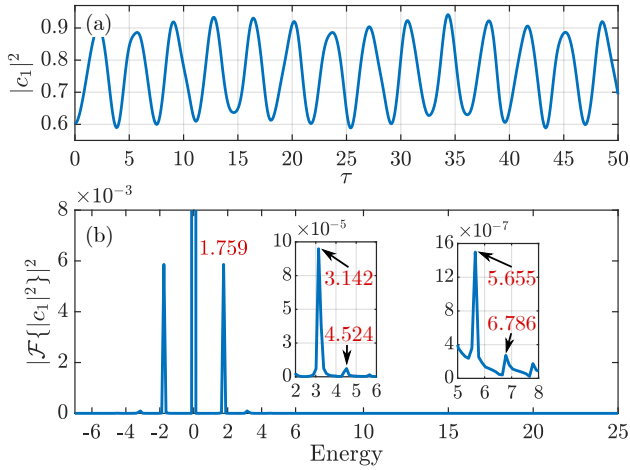 (a)
|c₁|²
0.9
0.8
0.7
0.6
0 5 10 15 20 25 30 35 40 45 50
τ
×10⁻³
(b)
|ℱ{|c₁|²}|²
8
6
4
2
0
1.759
×10⁻⁵
10
8
6
4
2
0
3.142
4.524
2 3 4 5 6
×10⁻⁷
16
12
8
4
0
5.655
6.786
5 6 7 8
-6 -4 -2 0 2 4 6 10 15 20 25
Energy